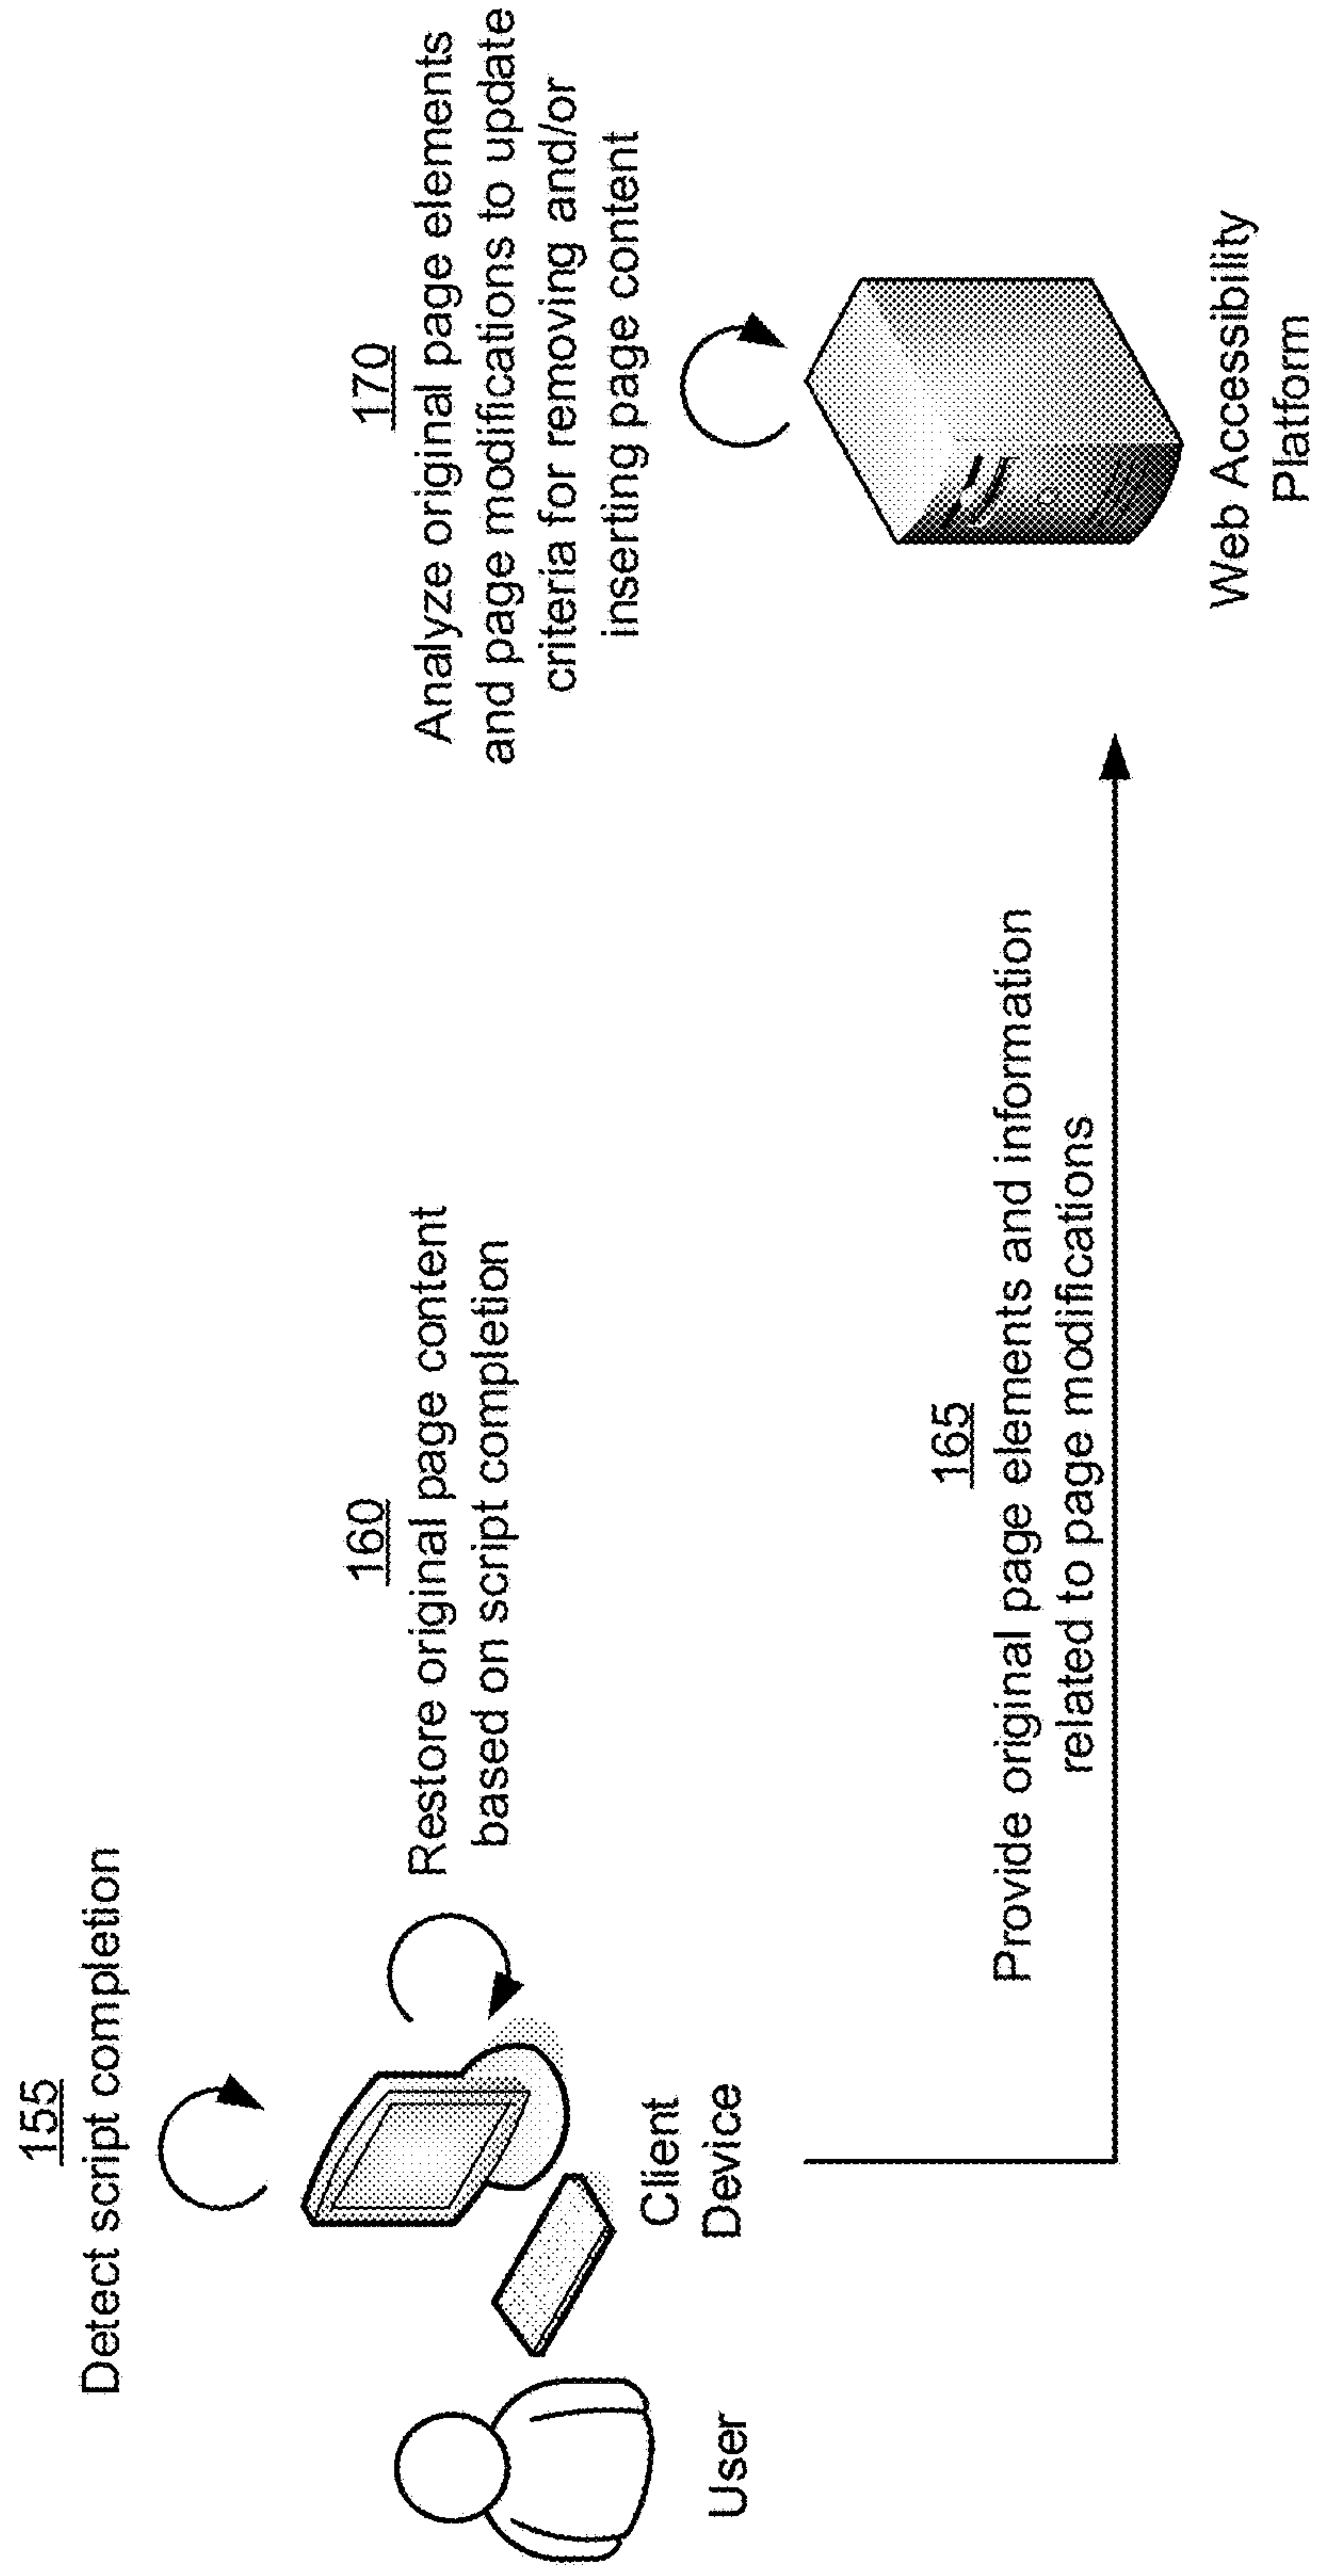 155
Detect script completion
160
Restore original page content
based on script completion
Client
Device
User
165
Provide original page elements and information
related to page modifications
170
Analyze original page elements
and page modifications to update
criteria for removing and/or
inserting page content
Web Accessibility
Platform